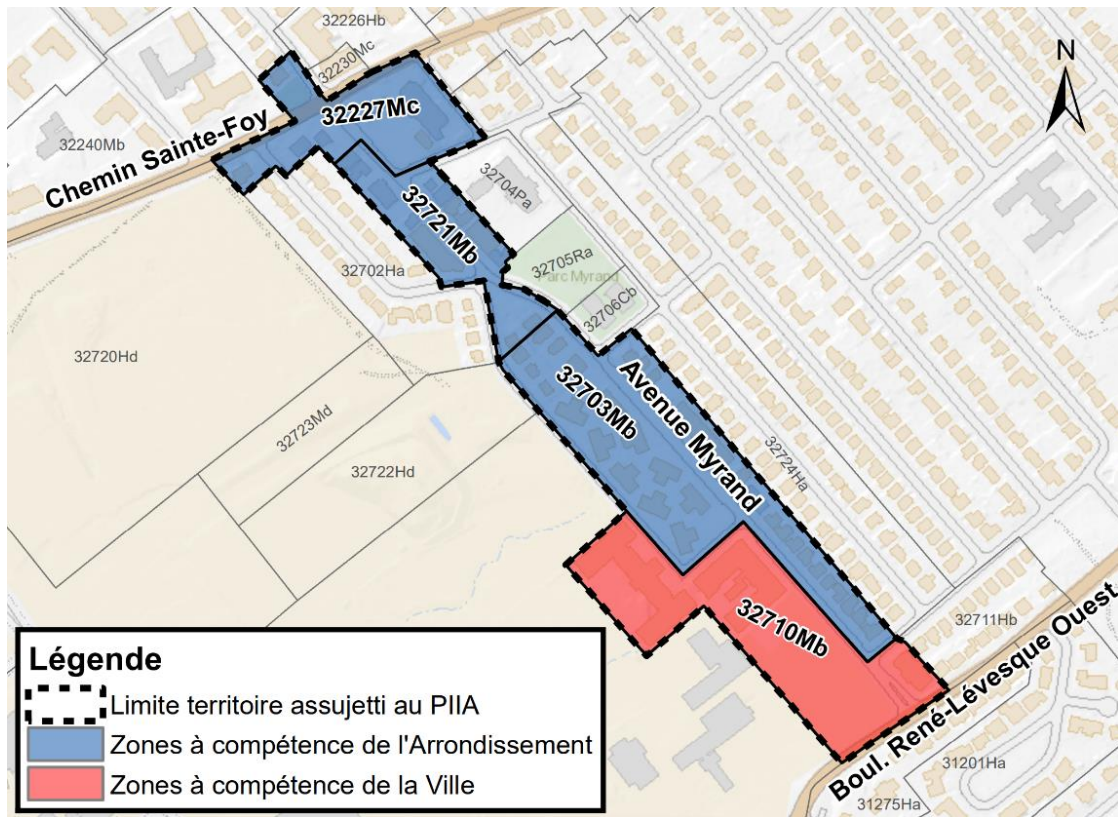 32226Hb
32230Mc
N
32227Mc
Chemin Sainte-Foy
32240Mb
32704Pa
32721Mb
32705Ra
Parc Myrand
32702Ha
32706Cb
32720Hd
32703Mb
Avenue Myrand
32723Md
32724Ha
32722Hd
32710Mb
32711Hb
Boul. René-Lévesque Ouest
31201Ha
31275Ha
Légende
Limite territoire assujetti au PIIA
Zones à compétence de l'Arrondissement
Zones à compétence de la Ville